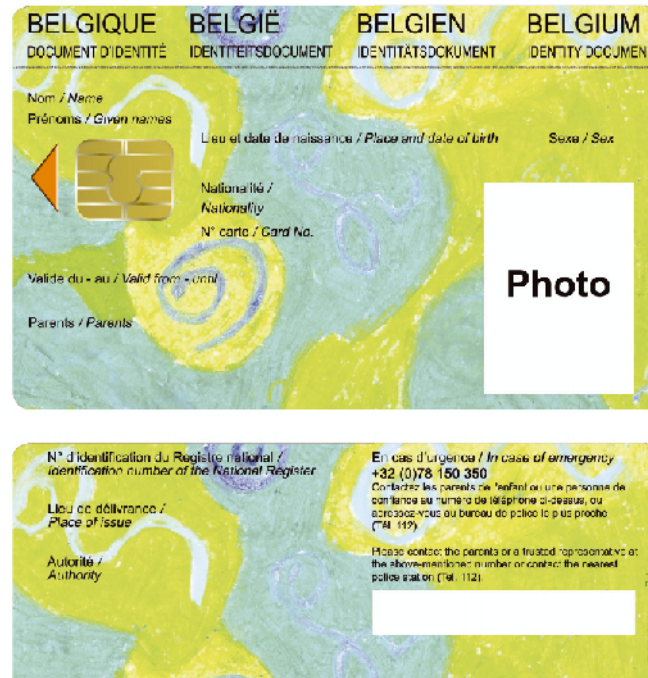 BELGIQUE BELGIË BELGIEN BELGIUM
DOCUMENT D'IDENTITÉ IDENTITEITSDOCUMENT IDENTITÄTSDOKUMENT IDENTITY DOCUMEN
Nom / Name
Prénoms / Given names
Lieu et date de naissance / Place and date of birth Sexe / Sex
Nationalité /
Nationality
N° carte / Card No.
Valide du - au / Valid from - until
Photo
Parents / Parents
N° d'identification du Registre national /
Identification number of the National Register
Lieu de délivrance /
Place of issue
Autorité /
Authority
En cas d'urgence / In case of emergency
+32 (0)78 150 350
Contactez les parents de l'enfant ou une personne de
confiance au numéro de téléphone ci-dessus, ou
adressez-vous au bureau de police le plus proche
(Tél. 112).
Please contact the parents or a trusted representative at
the above-mentioned number or contact the nearest
police station (Tel. 112).